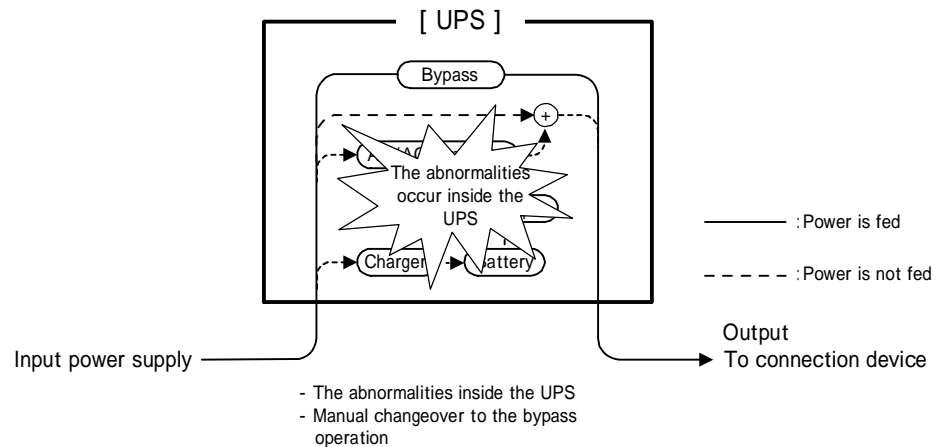 [ UPS ]
Bypass
+
The abnormalities
occur inside the
UPS
Charger
Battery
: Power is fed
: Power is not fed
Input power supply
Output
To connection device
- The abnormalities inside the UPS
- Manual changeover to the bypass
operation